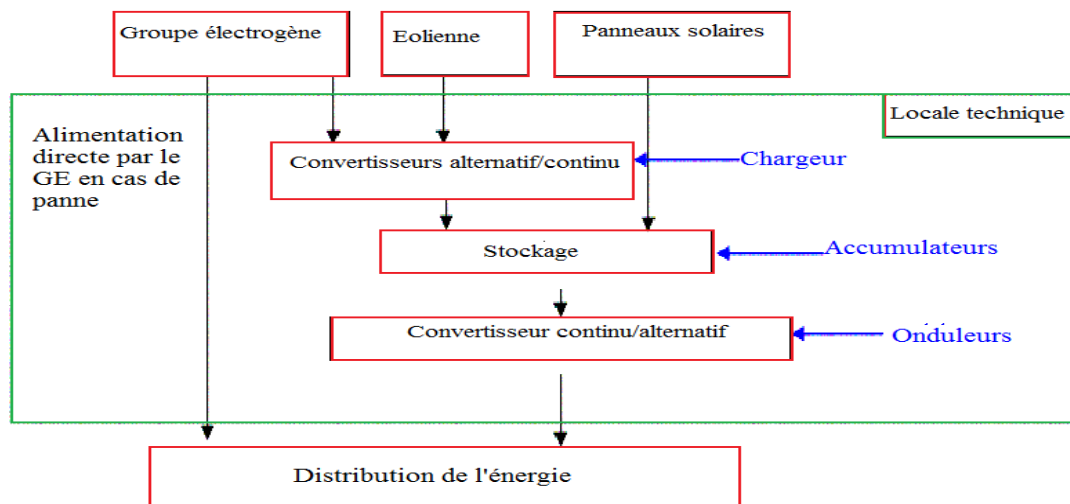 Groupe électrogène
Eolienne
Panneaux solaires
Locale technique
Alimentation
directe par le
GE en cas de
panne
Convertisseurs alternatif/continu
Chargeur
Stockage
Accumulateurs
Convertisseur continu/alternatif
Onduleurs
Distribution de l'énergie